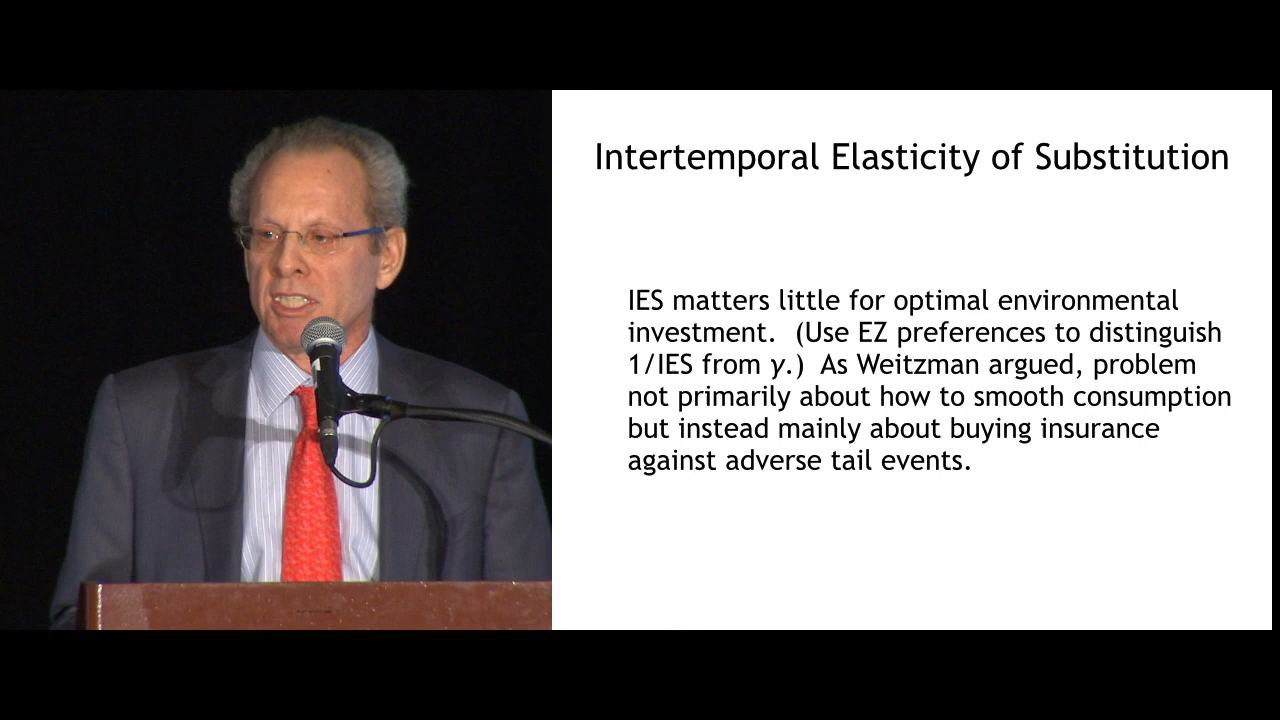 Intertemporal Elasticity of Substitution
IES matters little for optimal environmental
investment.  (Use EZ preferences to distinguish
1/IES from γ.)  As Weitzman argued, problem
not primarily about how to smooth consumption
but instead mainly about buying insurance
against adverse tail events.